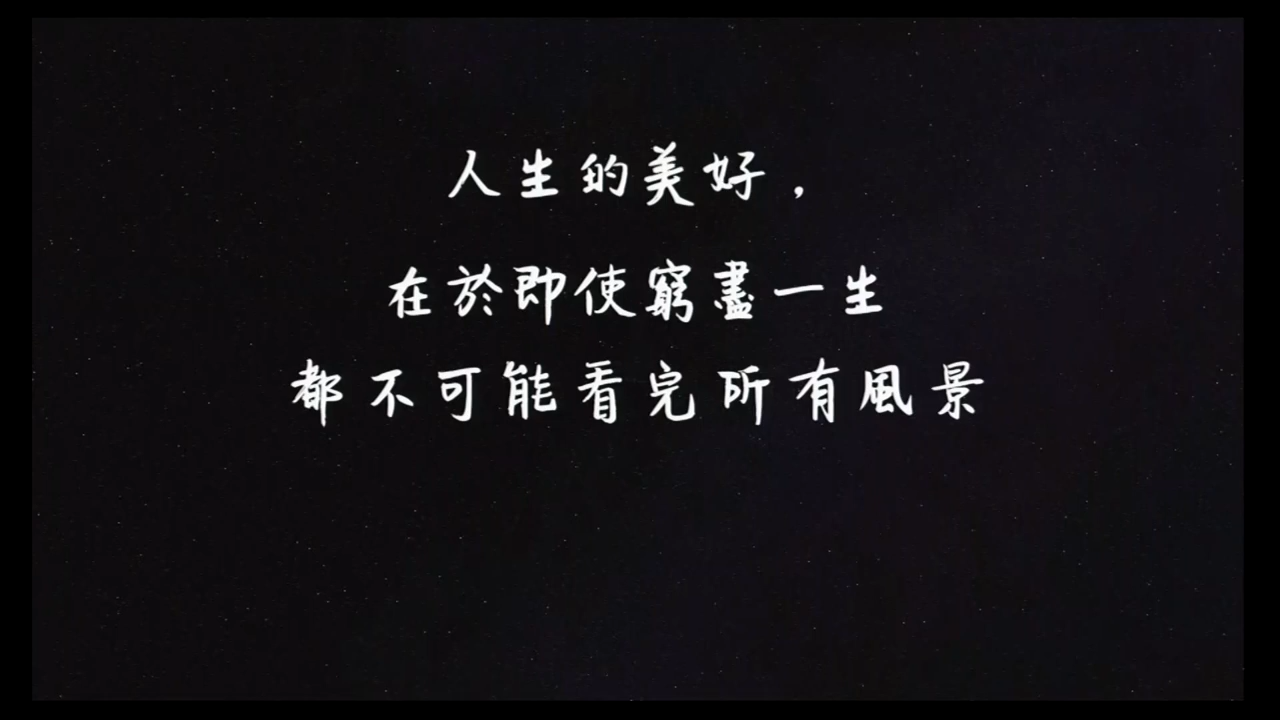 人生的美好，
在於即使窮盡一生
都不可能看完所有風景